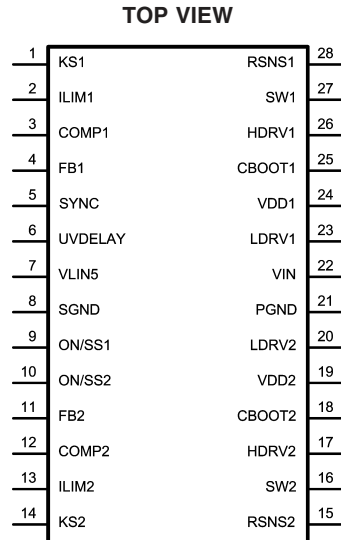 TOP VIEW
1 KS1 RSNS1 28
2 ILIM1 SW1 27
3 COMP1 HDRV1 26
4 FB1 CBOOT1 25
5 SYNC VDD1 24
6 UVDELAY LDRV1 23
7 VLIN5 VIN 22
8 SGND PGND 21
9 ON/SS1 LDRV2 20
10 ON/SS2 VDD2 19
11 FB2 CBOOT2 18
12 COMP2 HDRV2 17
13 ILIM2 SW2 16
14 KS2 RSNS2 15